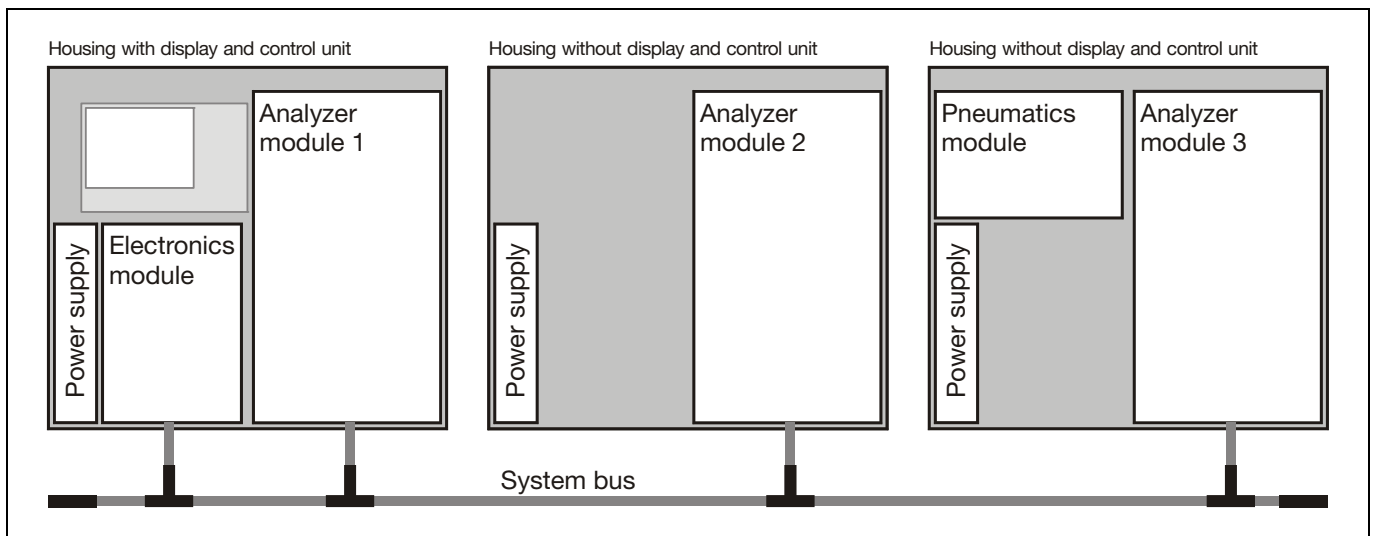 Housing with display and control unit
Housing without display and control unit
Housing without display and control unit
Analyzer
module 1
Analyzer
module 2
Pneumatics
module
Analyzer
module 3
Power supply
Electronics
module
Power supply
Power supply
System bus